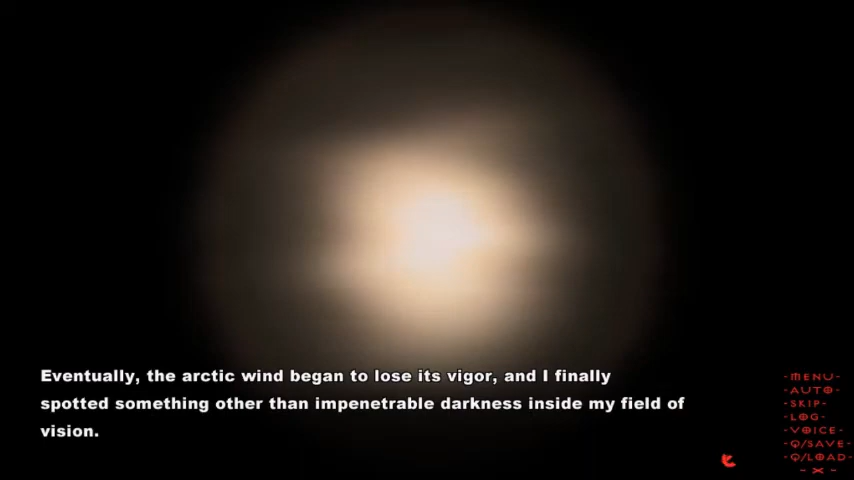 Eventually, the arctic wind began to lose its vigor, and I finally
spotted something other than impenetrable darkness inside my field of
vision.
-MENU-
-AUTO-
-SKIP-
-LOG-
-VOICE-
-Q/SAVE-
-Q/LOAD-